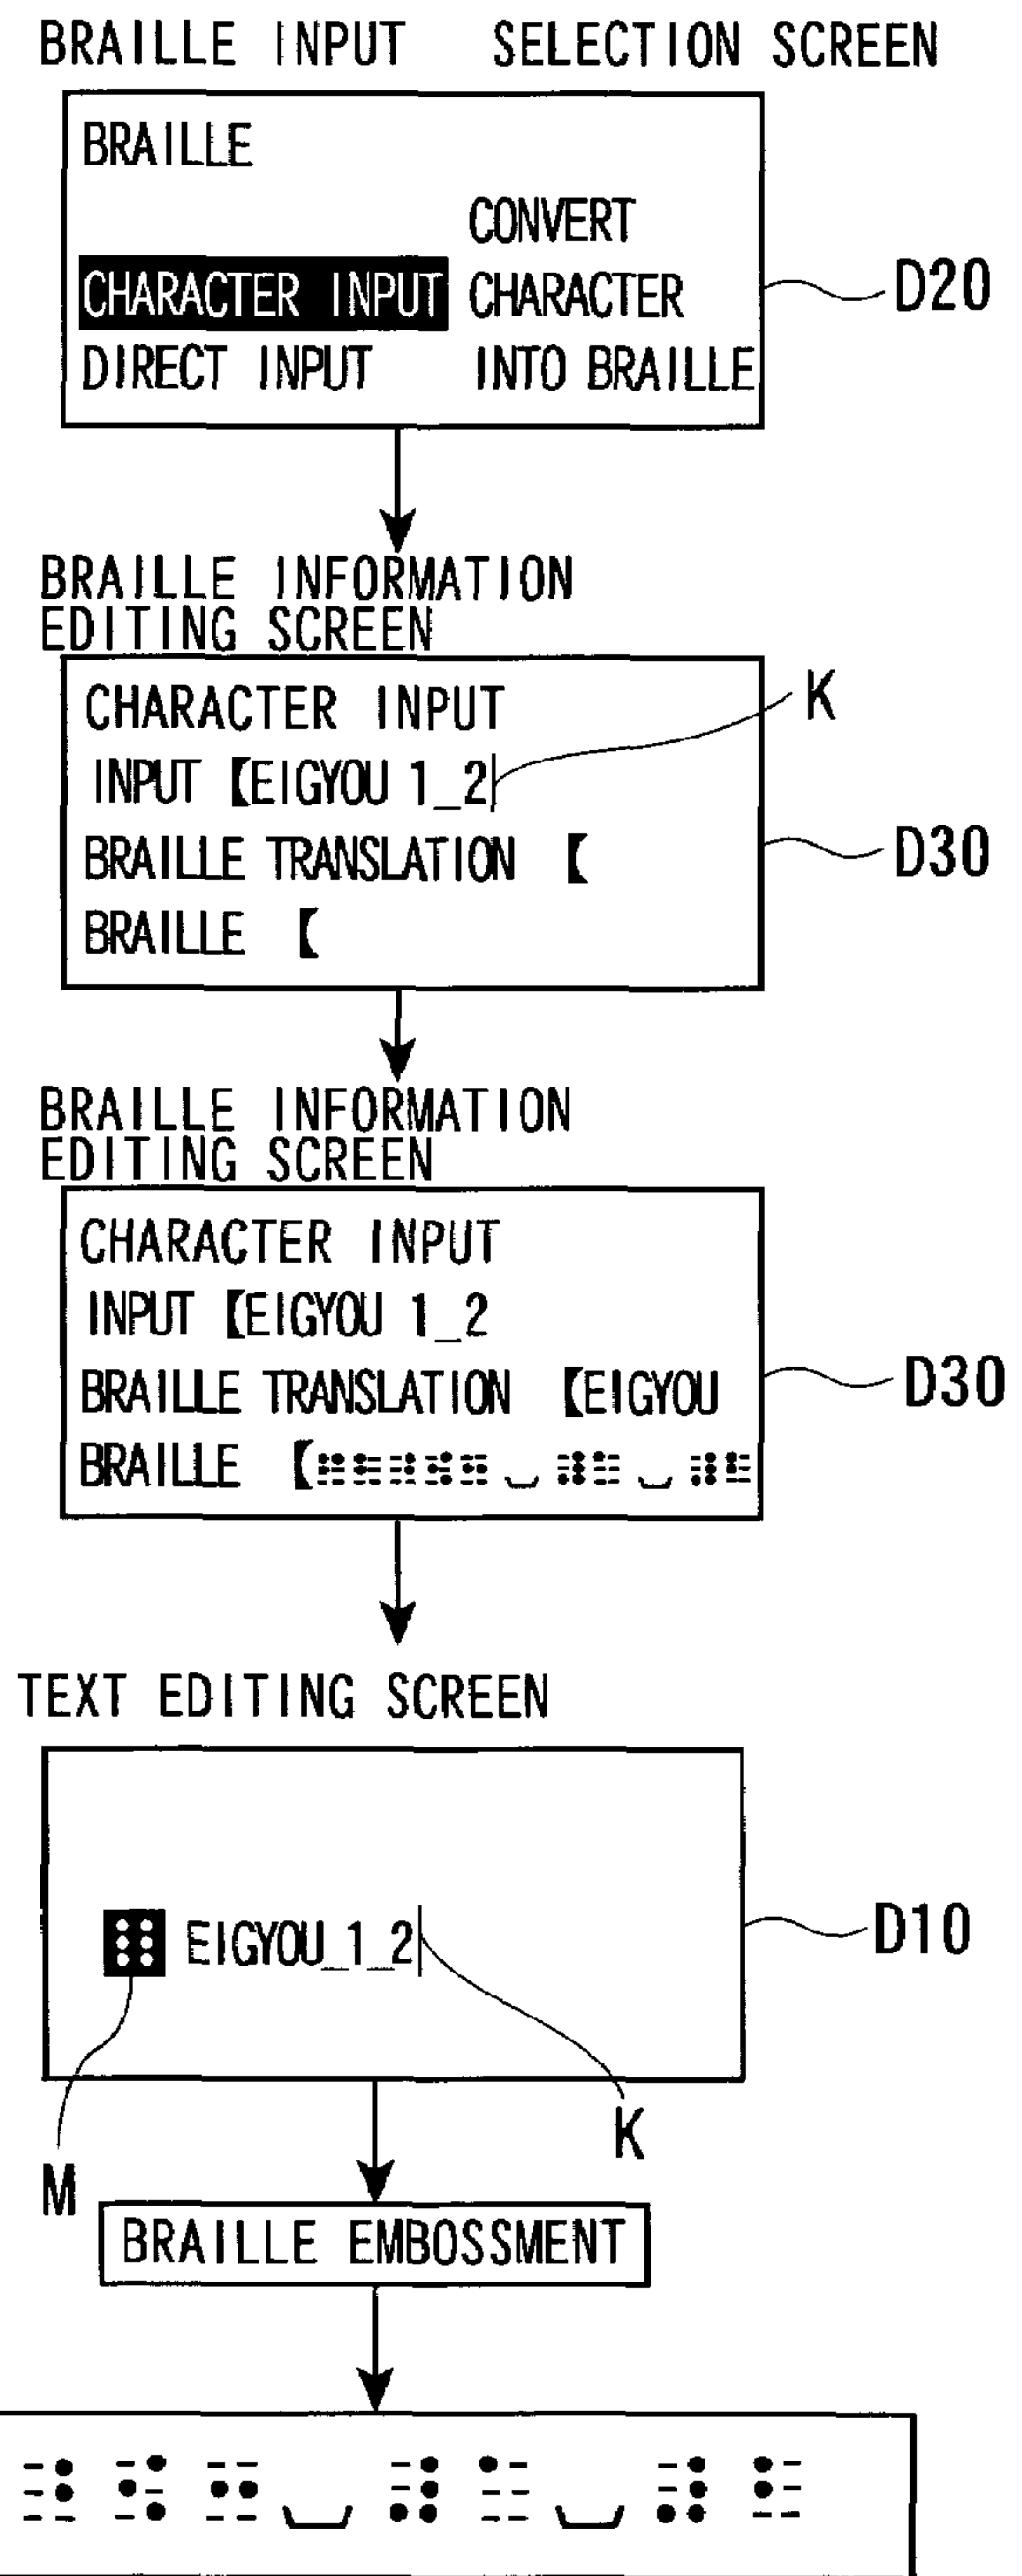 BRAILLE INPUT SELECTION SCREEN
BRAILLE
CONVERT
CHARACTER INPUT CHARACTER
DIRECT INPUT INTO BRAILLE
D20
BRAILLE INFORMATION
EDITING SCREEN
CHARACTER INPUT
K
INPUT 【EIGYOU 1_2
BRAILLE TRANSLATION 【
D30
BRAILLE 【
BRAILLE INFORMATION
EDITING SCREEN
CHARACTER INPUT
INPUT 【EIGYOU 1_2
BRAILLE TRANSLATION 【EIGYOU
D30
BRAILLE 【
TEXT EDITING SCREEN
EIGYOU_1_2
D10
K
M
BRAILLE EMBOSSMENT